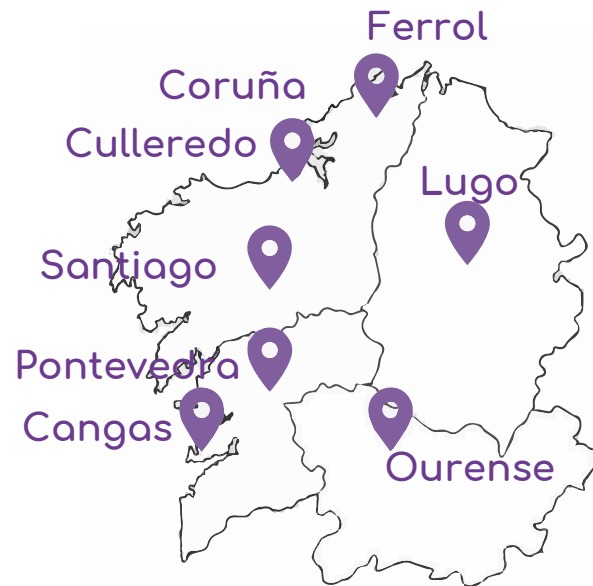 Ferrol
Coruña
Culleredo
Lugo
Santiago
Pontevedra
Cangas
Ourense